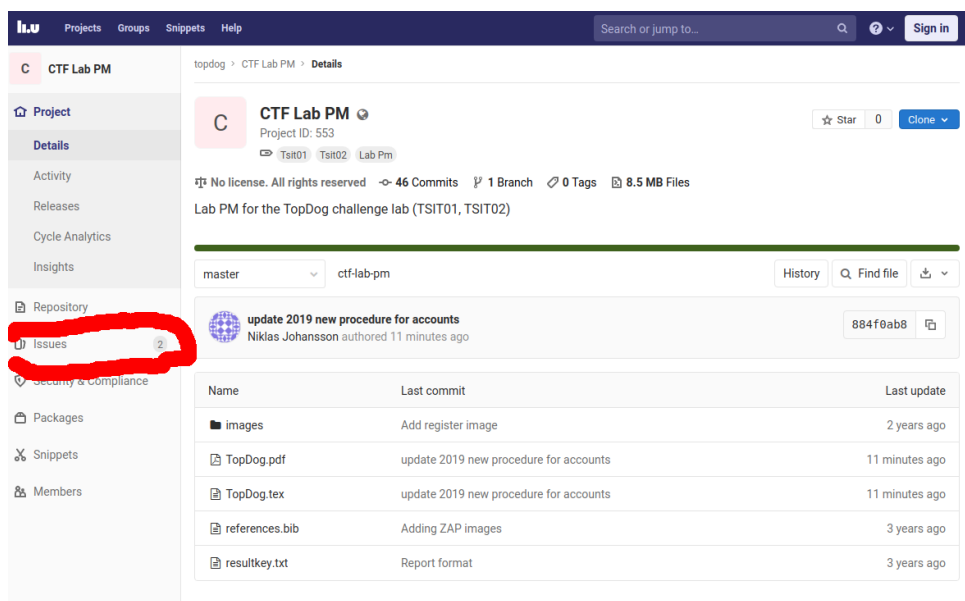 li.u Projects Groups Snippets Help Search or jump to... Sign in
C CTF Lab PM
topdog > CTF Lab PM > Details
Project
Details
Activity
Releases
Cycle Analytics
Insights
Repository
Issues 2
Security & Compliance
Packages
Snippets
Members
C
CTF Lab PM
Project ID: 553
Tsit01 Tsit02 Lab Pm
Star 0 Clone
No license. All rights reserved 46 Commits 1 Branch 0 Tags 8.5 MB Files
Lab PM for the TopDog challenge lab (TSIT01, TSIT02)
master ctf-lab-pm History Find file
update 2019 new procedure for accounts
Niklas Johansson authored 11 minutes ago
884f0ab8
Name Last commit Last update
images Add register image 2 years ago
TopDog.pdf update 2019 new procedure for accounts 11 minutes ago
TopDog.tex update 2019 new procedure for accounts 11 minutes ago
references.bib Adding ZAP images 3 years ago
resultkey.txt Report format 3 years ago